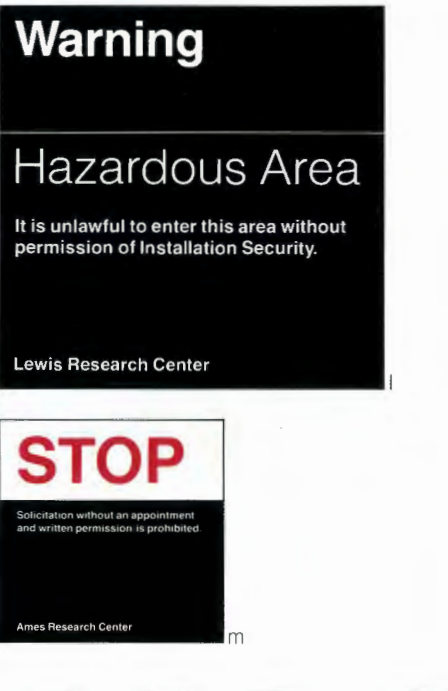 Warning
Hazardous Area
It is unlawful to enter this area without
permission of Installation Security.
Lewis Research Center
l
STOP
Solicitation without an appointment
and written permission is prohibited.
Ames Research Center
m